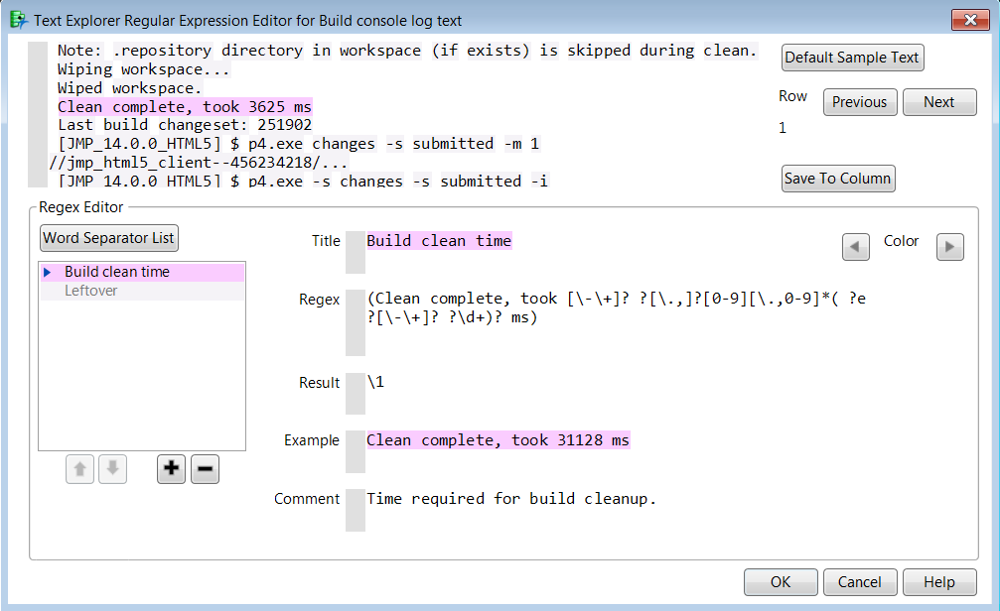 Text Explorer Regular Expression Editor for Build console log text
Note: .repository directory in workspace (if exists) is skipped during clean.
Wiping workspace...
Wiped workspace.
Clean complete, took 3625 ms
Last build changeset: 251902
[JMP_14.0.0_HTML5] $ p4.exe changes -s submitted -m 1
//jmp_html5_client--456234218/...
[JMP_14.0.0_HTML5] $ p4.exe -s changes -s submitted -i
Default Sample Text
Row
Previous
Next
1
Save To Column
Regex Editor
Word Separator List
Build clean time
Leftover
Title
Build clean time
Color
Regex
(Clean complete, took [\-\+]? ?[\.,]?[0-9][\.,0-9]*( ?e
?[\-\+]? ?\d+)? ms)
Result
\1
Example
Clean complete, took 31128 ms
Comment
Time required for build cleanup.
OK
Cancel
Help